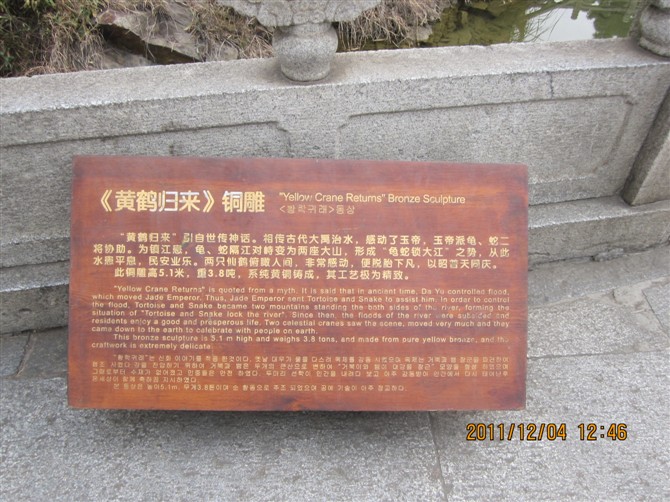 《黄鹤归来》铜雕 "Yellow Crane Returns" Bronze Sculpture
<황학귀래>동상
"黄鹤归来"引自世传神话。相传古代大禹治水，感动了玉帝，玉帝派龟、蛇二
将协助。为镇江患，龟、蛇隔江对峙变为两座大山，形成"龟蛇锁大江"之势，从此
水患平息，民安业乐。两只仙鹤俯瞰人间，非常感动，便脱胎下凡，以昭普天同庆。
此铜雕高5.1米，重3.8吨，系纯黄铜铸成，其工艺极为精致。
"Yellow Crane Returns" is quoted from a myth. It is said that in ancient time, Da Yu controlled flood,
which moved Jade Emperor. Thus, Jade Emperor sent Tortoise and Snake to assist him. In order to control
the flood, Tortoise and Snake became two mountains standing the both sides of the river, forming the
situation of "Tortoise and Snake lock the river". Since then, the floods of the river were subsided and
residents enjoy a good and prosperous life. Two celestial cranes saw the scene, moved very much and they
came down to the earth to celebrate with people on earth.
This bronze sculpture is 5.1 m high and weighs 3.8 tons, and made from pure yellow bronze, and the
craftwork is extremely delicate.
2011/12/04 12:46